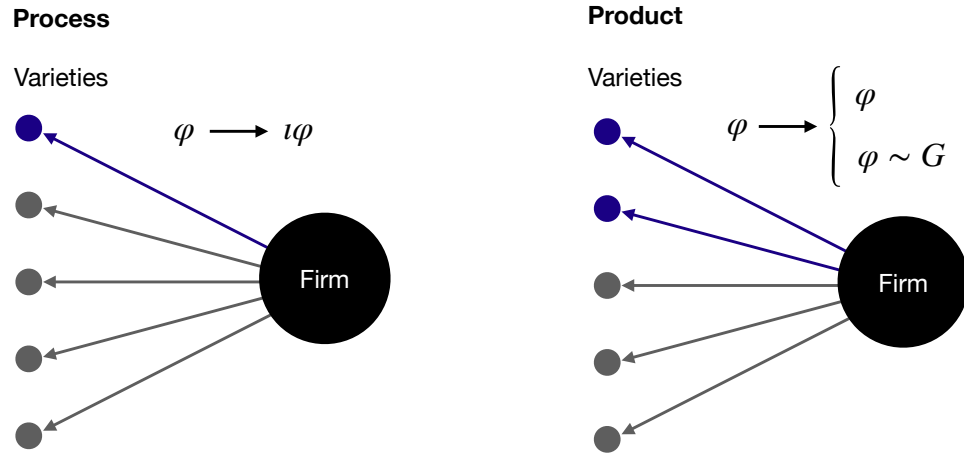 Process
Varieties
φ ⟶ ιφ
Firm
Product
Varieties
φ ⟶ { φ
φ ∼ G
Firm